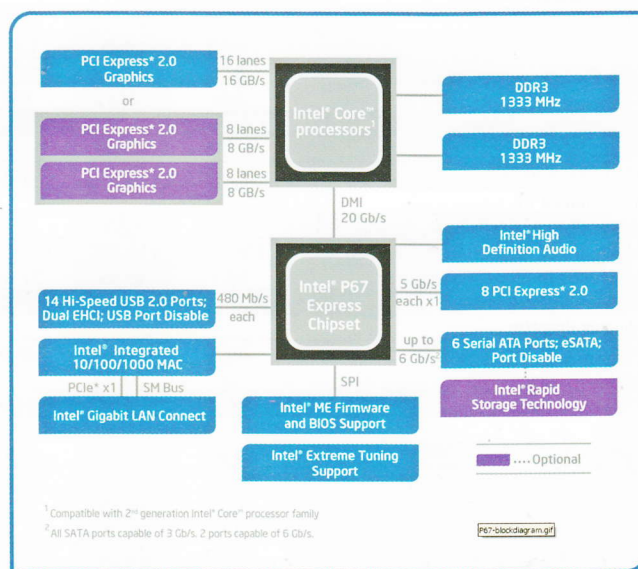 PCI Express* 2.0
Graphics
16 lanes
16 GB/s
or
PCI Express* 2.0
Graphics
8 lanes
8 GB/s
PCI Express* 2.0
Graphics
8 lanes
8 GB/s
Intel® Core™
processors¹
DDR3
1333 MHz
DDR3
1333 MHz
DMI
20 Gb/s
Intel® P67
Express
Chipset
Intel® High
Definition Audio
5 Gb/s
each x1
8 PCI Express* 2.0
14 Hi-Speed USB 2.0 Ports;
Dual EHCI; USB Port Disable
480 Mb/s
each
up to
6 Gb/s²
6 Serial ATA Ports; eSATA;
Port Disable
Intel® Integrated
10/100/1000 MAC
PCIe* x1
SM Bus
Intel® Gigabit LAN Connect
SPI
Intel® Rapid
Storage Technology
Intel® ME Firmware
and BIOS Support
Intel® Extreme Tuning
Support
....Optional
¹ Compatible with 2ⁿᵈ generation Intel® Core™ processor family
² All SATA ports capable of 3 Gb/s. 2 ports capable of 6 Gb/s.
P67-blockdiagram.gif